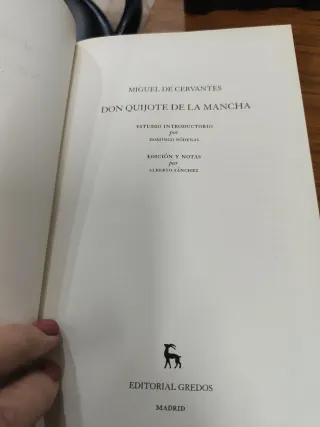 MIGUEL DE CERVANTES
DON QUIJOTE DE LA MANCHA
ESTUDIO INTRODUCTORIO
por
DOMINGO RÓDENAS
EDICIÓN Y NOTAS
por
ALBERTO SÁNCHEZ
EDITORIAL GREDOS
MADRID